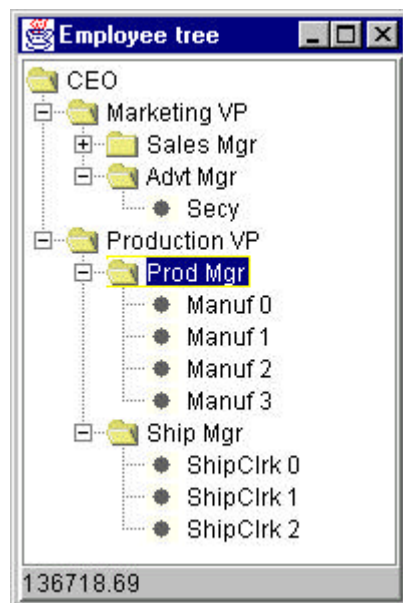 Employee tree
CEO
Marketing VP
Sales Mgr
Advt Mgr
Secy
Production VP
Prod Mgr
Manuf 0
Manuf 1
Manuf 2
Manuf 3
Ship Mgr
ShipClrk 0
ShipClrk 1
ShipClrk 2
136718.69